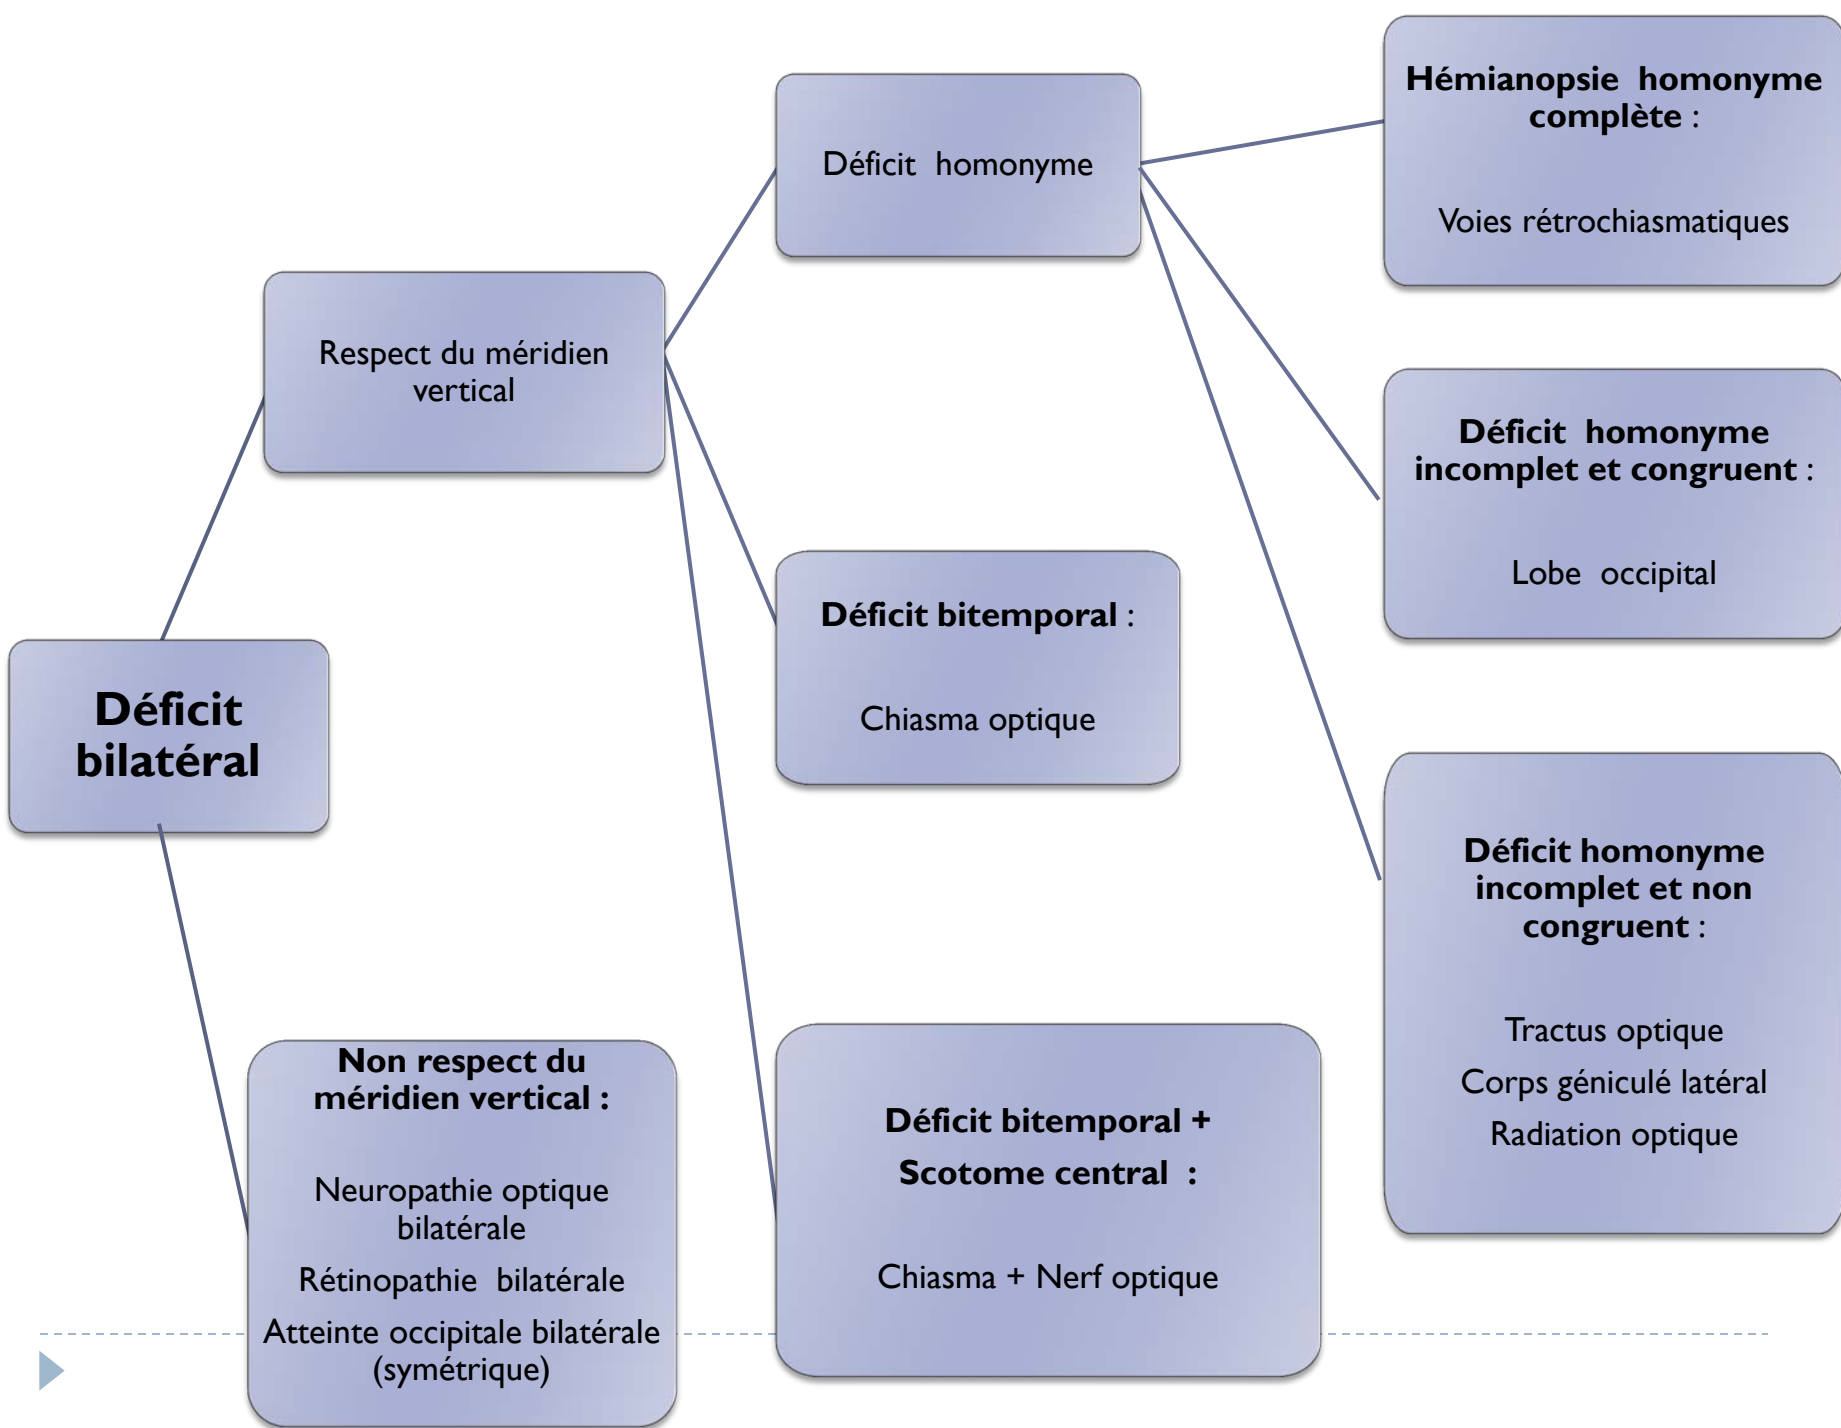 Déficit
bilatéral
Respect du méridien
vertical
Non respect du
méridien vertical :
Neuropathie optique
bilatérale
Rétinopathie bilatérale
Atteinte occipitale bilatérale
(symétrique)
Déficit homonyme
Déficit bitemporal :
Chiasma optique
Déficit bitemporal +
Scotome central :
Chiasma + Nerf optique
Hémianopsie homonyme
complète :
Voies rétrochiasmatiques
Déficit homonyme
incomplet et congruent :
Lobe occipital
Déficit homonyme
incomplet et non
congruent :
Tractus optique
Corps géniculé latéral
Radiation optique